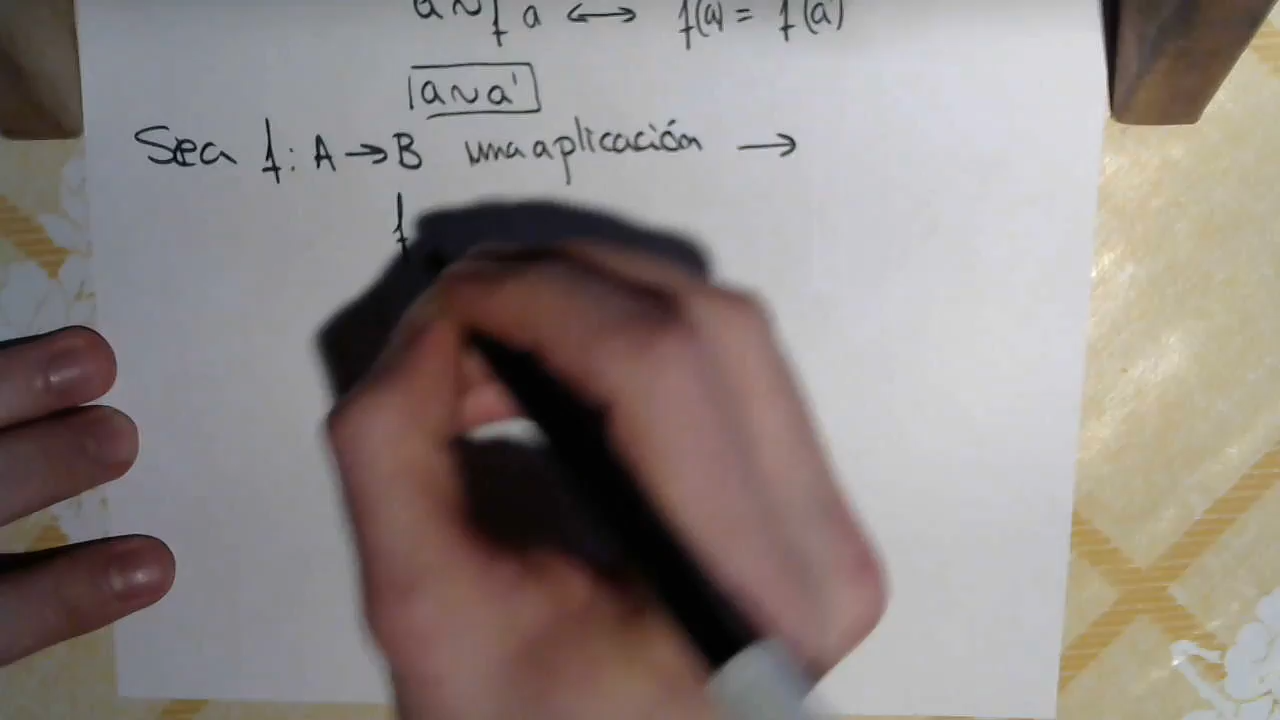 a ~f a ⟷ f(a) = f(a')
a ~ a'
Sea f: A → B una aplicación →
f